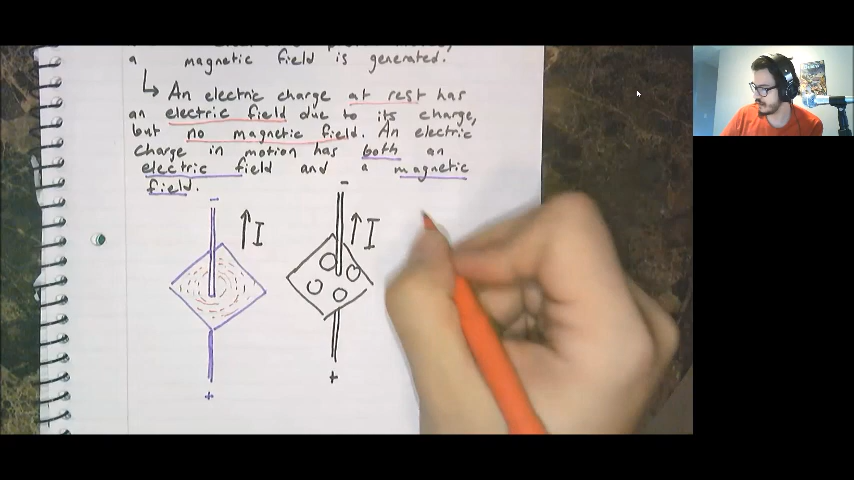 a magnetic field is generated.
↳ An electric charge at rest has
an electric field due to its charge,
but no magnetic field. An electric
charge in motion has both an
electric field and a magnetic
field.
- -
↑ I ↑ I
+ +